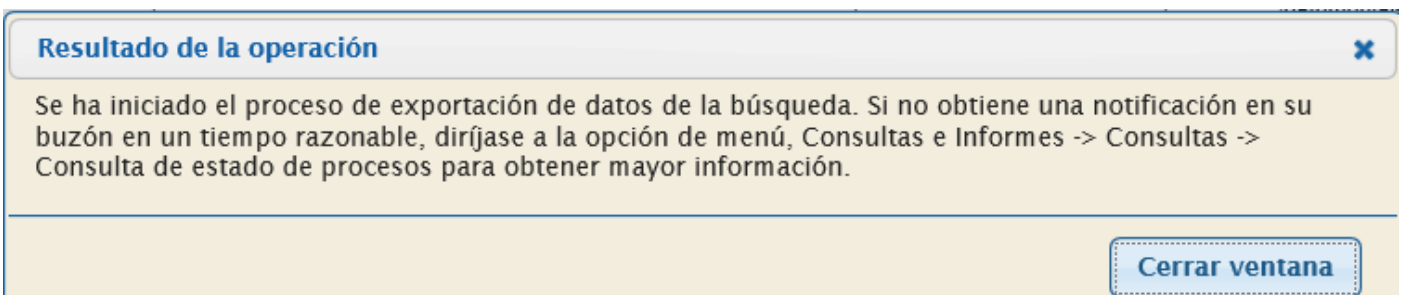 Resultado de la operación
Se ha iniciado el proceso de exportación de datos de la búsqueda. Si no obtiene una notificación en su
buzón en un tiempo razonable, diríjase a la opción de menú, Consultas e Informes -> Consultas ->
Consulta de estado de procesos para obtener mayor información.
Cerrar ventana